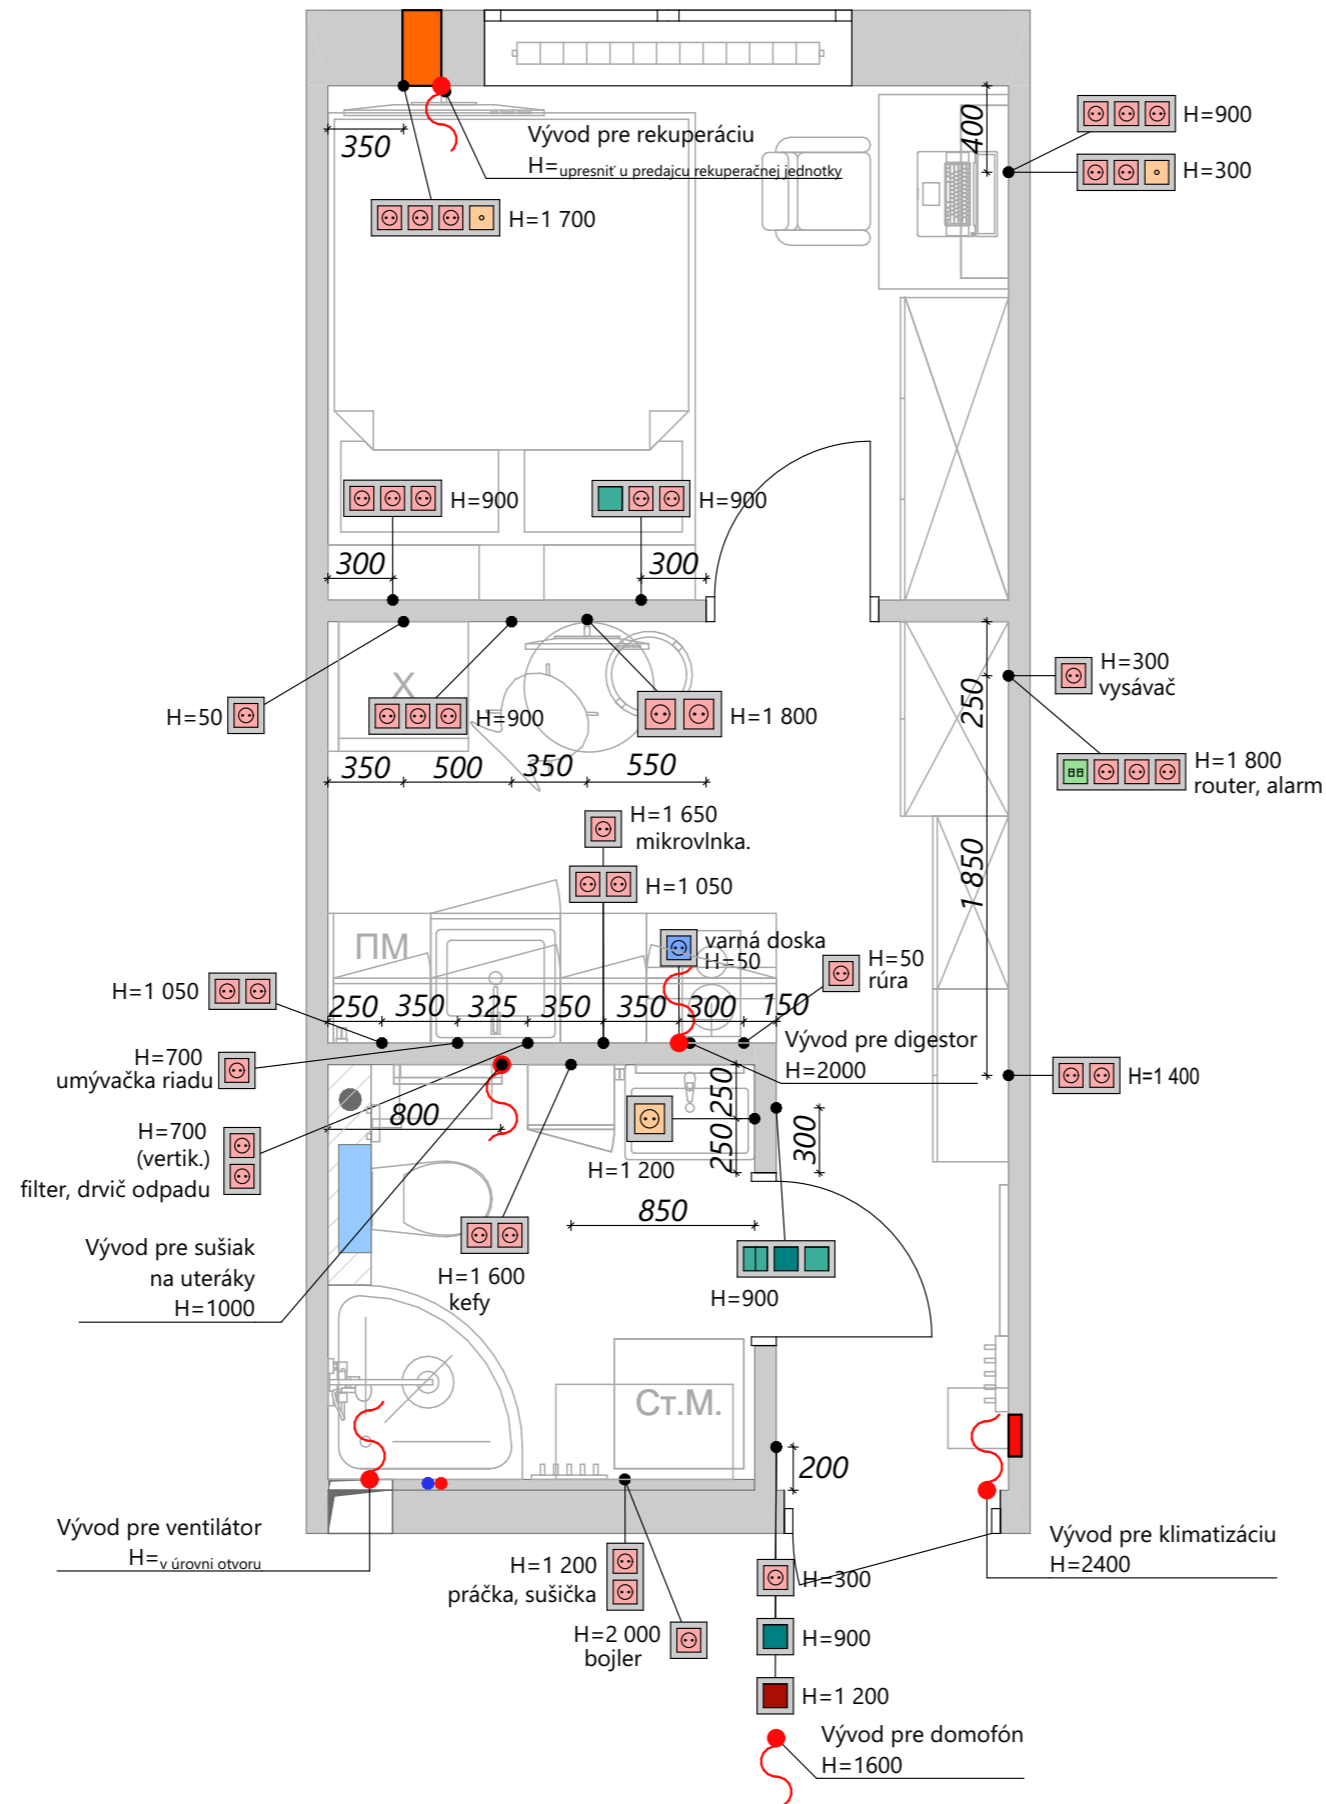 H=900
400
Vývod pre rekuperáciu
350
H=upresniť u predajcu rekuperačnej jednotky
H=300
H=1 700
H=900
H=900
300
300
H=300
vysávač
X
250
H=50
H=900
H=1 800
350
500
350
550
H=1 800
router, alarm
H=1 650
mikrovlnka.
H=1 050
1 850
ПМ
varná doska
H=50
H=50
rúra
H=1 050
250
350
325
350
350
300
150
Vývod pre digestor
H=2000
H=700
umývačka riadu
H=1 400
250
800
H=700
(vertik.)
filter, drvič odpadu
250
300
H=1 200
850
Vývod pre sušiak
na uteráky
H=1000
H=1 600
kefy
H=900
Ст.М.
200
Vývod pre ventilátor
H=v úrovni otvoru
H=1 200
práčka, sušička
Vývod pre klimatizáciu
H=2400
H=300
H=2 000
bojler
H=900
H=1 200
Vývod pre domofón
H=1600